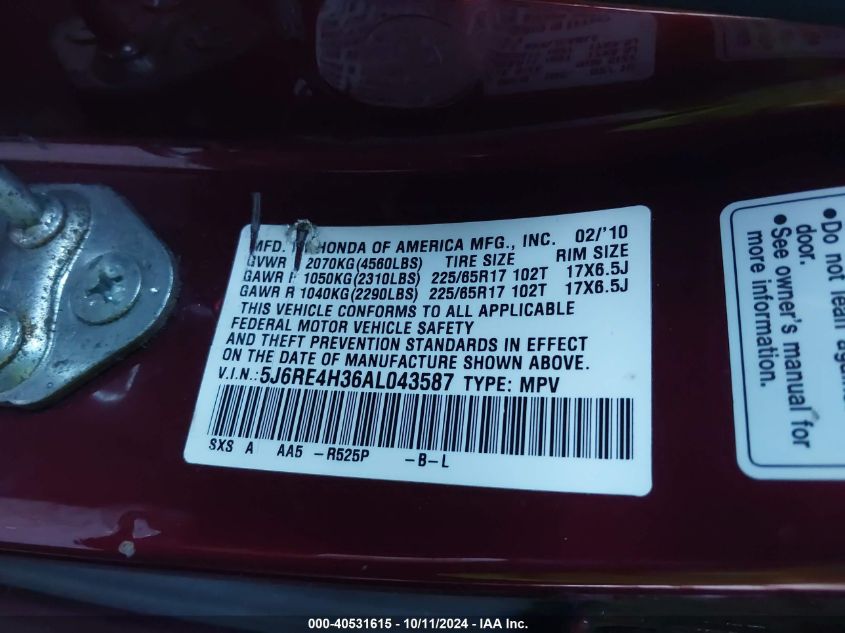 MFD. HONDA OF AMERICA MFG., INC. 02/'10
GVWR 2070KG(4560LBS) TIRE SIZE RIM SIZE
GAWR F 1050KG(2310LBS) 225/65R17 102T 17X6.5J
GAWR R 1040KG(2290LBS) 225/65R17 102T 17X6.5J
THIS VEHICLE CONFORMS TO ALL APPLICABLE
FEDERAL MOTOR VEHICLE SAFETY
AND THEFT PREVENTION STANDARDS IN EFFECT
ON THE DATE OF MANUFACTURE SHOWN ABOVE.
V.I.N.:5J6RE4H36AL043587 TYPE: MPV
SXS A AA5 -R525P -B-L
●Do not lean
door.
●See owner's manual for
more information.
000-40531615 - 10/11/2024 - IAA Inc.